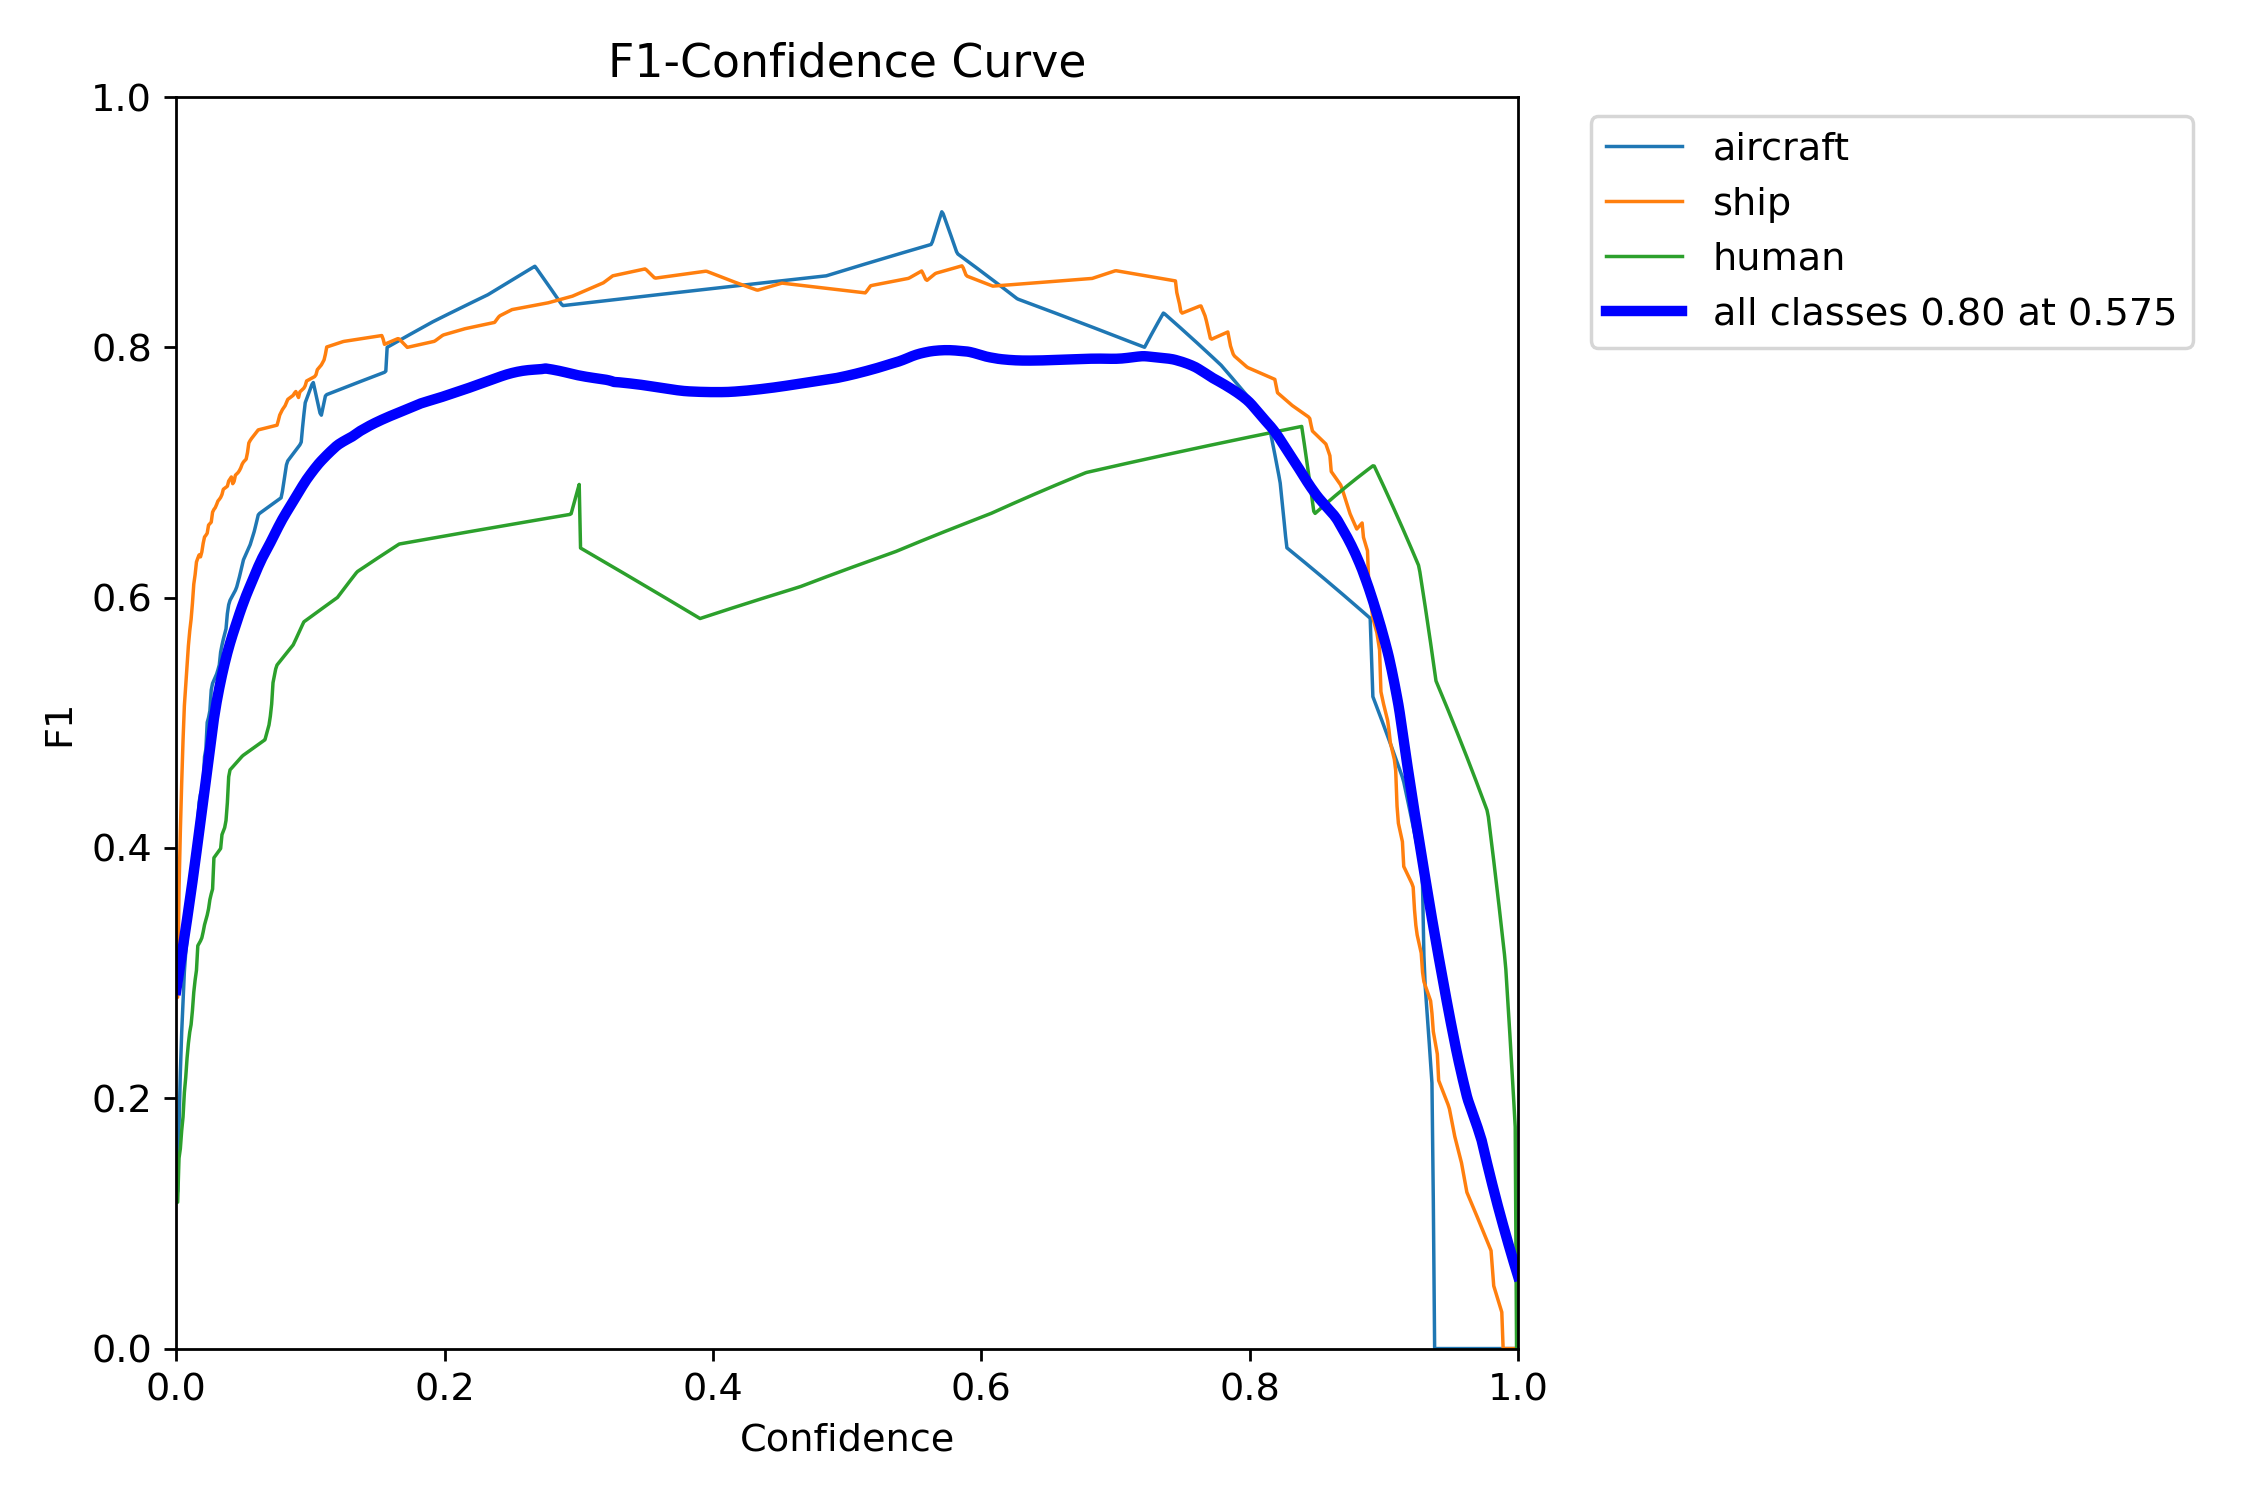 F1-Confidence Curve
1.0
0.8
0.6
0.4
0.2
0.0
F1
0.0 0.2 0.4 0.6 0.8 1.0
Confidence
aircraft
ship
human
all classes 0.80 at 0.575